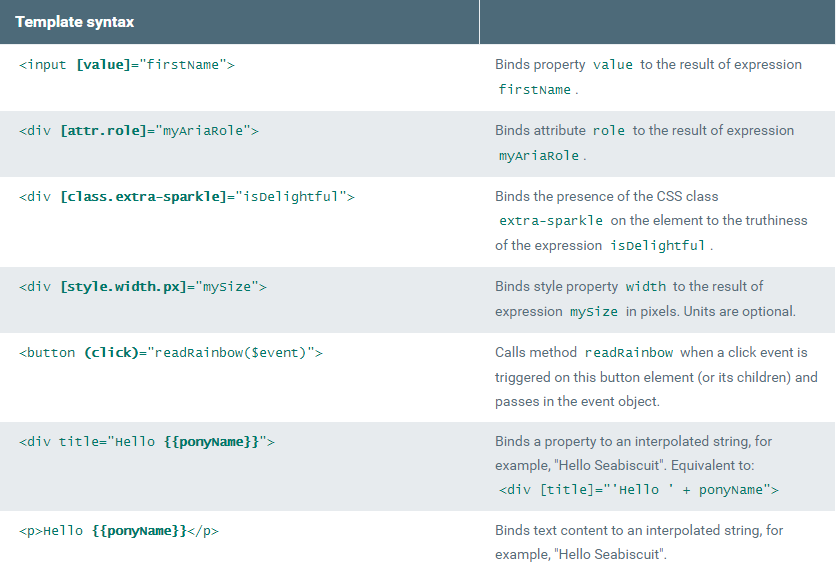 Template syntax
<input [value]="firstName">
Binds property value to the result of expression
firstName.
<div [attr.role]="myAriaRole">
Binds attribute role to the result of expression
myAriaRole.
<div [class.extra-sparkle]="isDelightful">
Binds the presence of the CSS class
extra-sparkle on the element to the truthiness
of the expression isDelightful.
<div [style.width.px]="mySize">
Binds style property width to the result of
expression mySize in pixels. Units are optional.
<button (click)="readRainbow($event)">
Calls method readRainbow when a click event is
triggered on this button element (or its children) and
passes in the event object.
<div title="Hello {{ponyName}}">
Binds a property to an interpolated string, for
example, "Hello Seabiscuit". Equivalent to:
<div [title]="'Hello ' + ponyName">
<p>Hello {{ponyName}}</p>
Binds text content to an interpolated string, for
example, "Hello Seabiscuit".